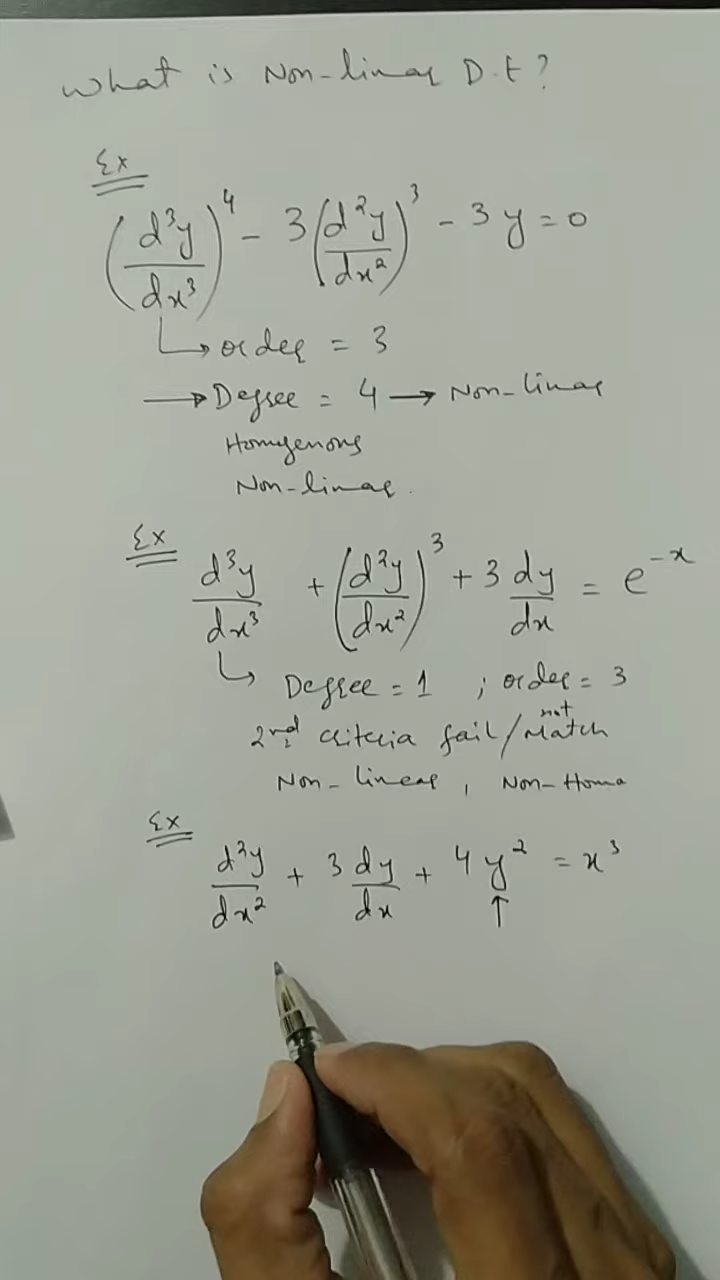 What is Non-linear D.E?
Ex
(d³y/dx³)⁴ - 3(d²y/dx²)³ - 3y = 0
↳ order = 3
→ Degree = 4 → Non-linear
Homogenous
Non-linear.
Ex
d³y/dx³ + (d²y/dx²)³ + 3 dy/dx = e⁻ˣ
↳ Degree = 1 ; order = 3
2nd criteria fail/not Match
Non-linear, Non-Homo
Ex
d²y/dx² + 3 dy/dx + 4y² = x³
↑